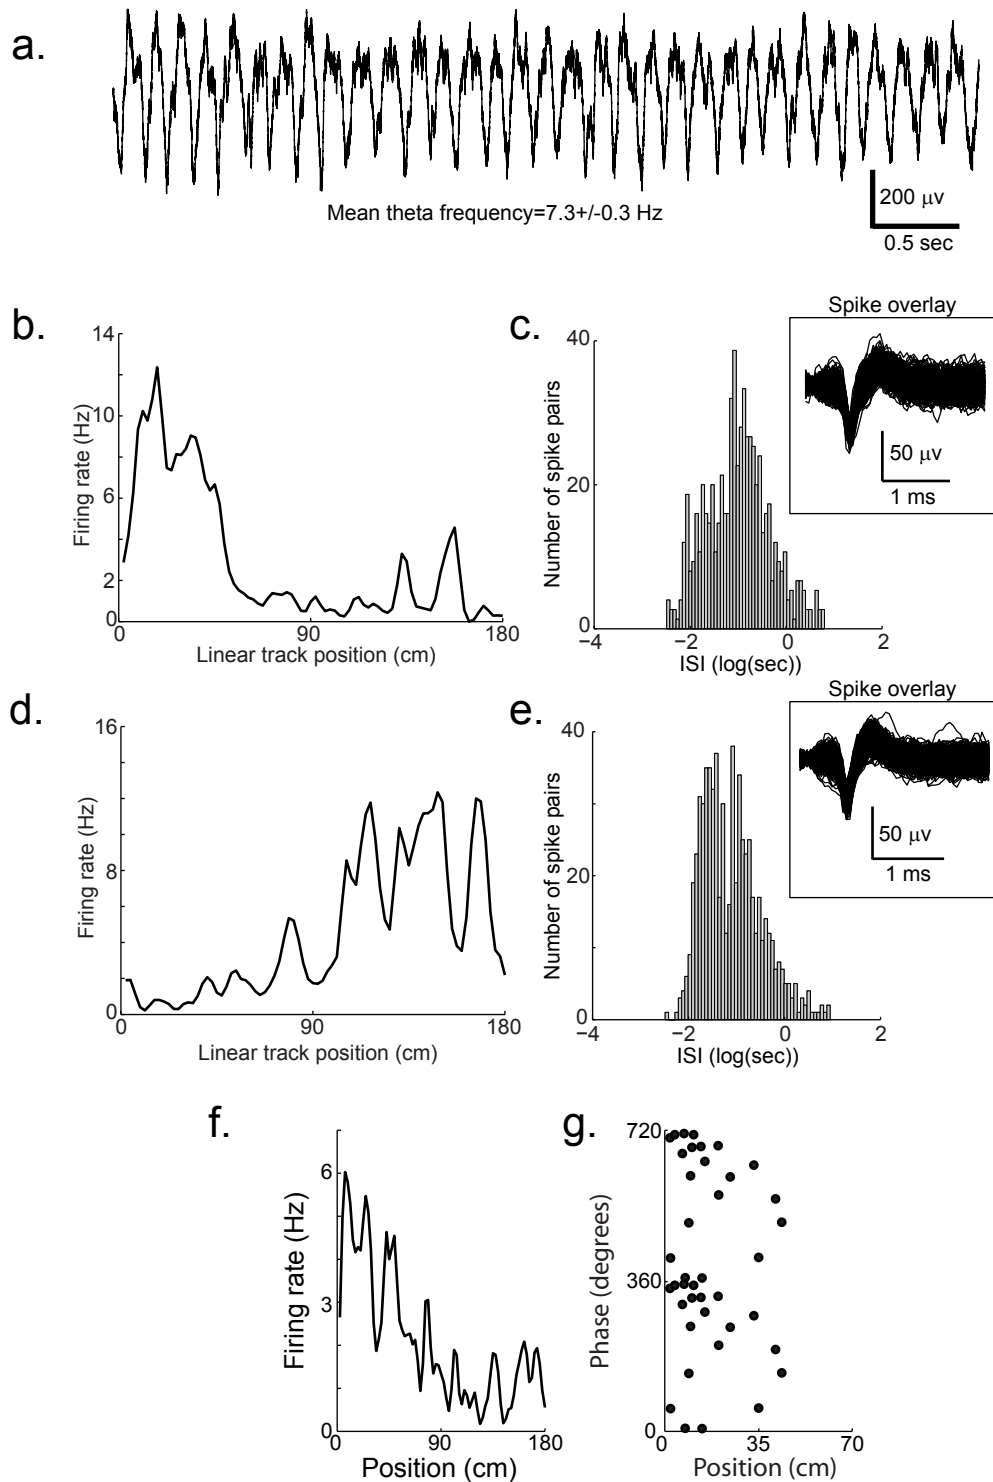 a.
200 μv
0.5 sec
Mean theta frequency=7.3+/-0.3 Hz
b.
14
10
6
2
0
0
90
180
Firing rate (Hz)
Linear track position (cm)
c.
40
20
0
−4
−2
0
2
Number of spike pairs
ISI (log(sec))
Spike overlay
50 μv
1 ms
d.
16
8
0
0
90
180
Firing rate (Hz)
Linear track position (cm)
e.
40
20
0
−4
−2
0
2
Number of spike pairs
ISI (log(sec))
Spike overlay
50 μv
1 ms
f.
6
3
0
0
90
180
Firing rate (Hz)
Position (cm)
g.
720
360
0
0
35
70
Phase (degrees)
Position (cm)